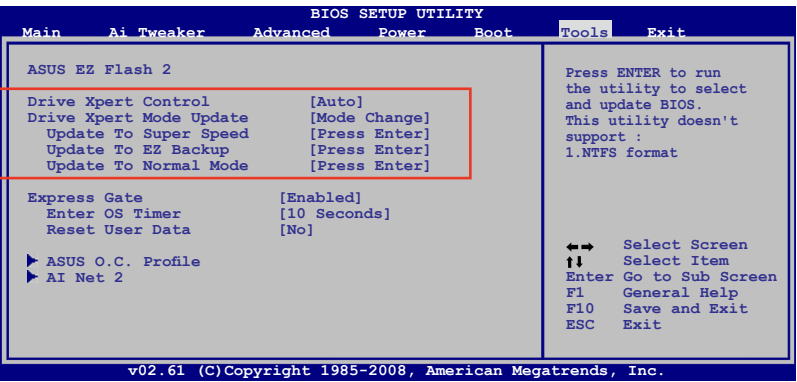 BIOS SETUP UTILITY
Main Ai Tweaker Advanced Power Boot Tools Exit
ASUS EZ Flash 2
Drive Xpert Control [Auto]
Drive Xpert Mode Update [Mode Change]
Update To Super Speed [Press Enter]
Update To EZ Backup [Press Enter]
Update To Normal Mode [Press Enter]
Express Gate [Enabled]
Enter OS Timer [10 Seconds]
Reset User Data [No]
ASUS O.C. Profile
AI Net 2
Press ENTER to run
the utility to select
and update BIOS.
This utility doesn't
support :
1.NTFS format
←→ Select Screen
↑↓ Select Item
Enter Go to Sub Screen
F1 General Help
F10 Save and Exit
ESC Exit
v02.61 (C)Copyright 1985-2008, American Megatrends, Inc.